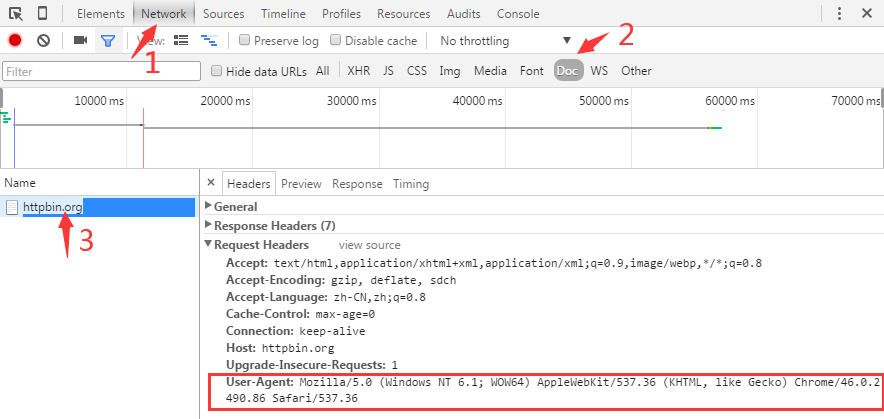 Elements Network Sources Timeline Profiles Resources Audits Console
View: Preserve log Disable cache No throttling
1
2
Filter Hide data URLs All XHR JS CSS Img Media Font Doc WS Other
10000 ms 20000 ms 30000 ms 40000 ms 50000 ms 60000 ms 70000 ms
Name × Headers Preview Response Timing
httpbin.org
3
General
Response Headers (7)
Request Headers view source
Accept: text/html,application/xhtml+xml,application/xml;q=0.9,image/webp,*/*;q=0.8
Accept-Encoding: gzip, deflate, sdch
Accept-Language: zh-CN,zh;q=0.8
Cache-Control: max-age=0
Connection: keep-alive
Host: httpbin.org
Upgrade-Insecure-Requests: 1
User-Agent: Mozilla/5.0 (Windows NT 6.1; WOW64) AppleWebKit/537.36 (KHTML, like Gecko) Chrome/46.0.2
490.86 Safari/537.36